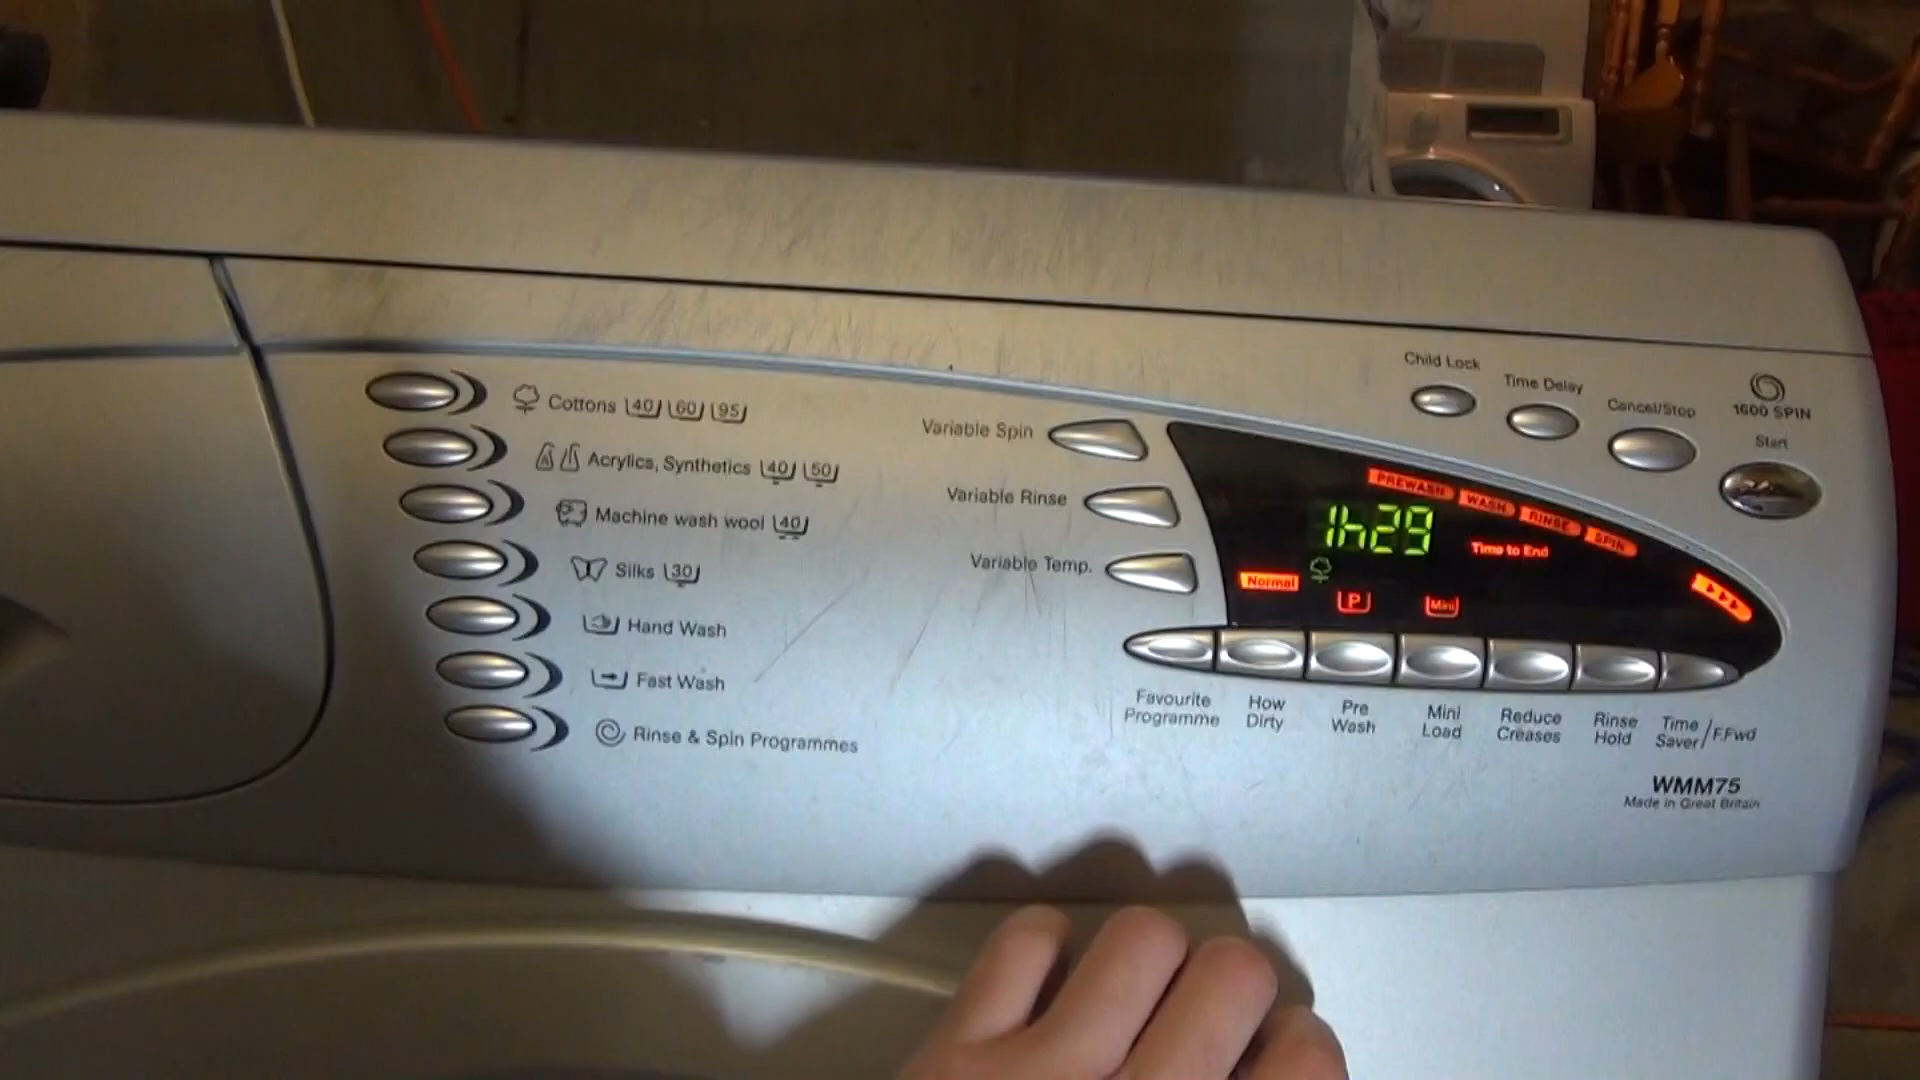 Cottons 40 60 95
Acrylics, Synthetics 40 50
Machine wash wool 40
Silks 30
Hand Wash
Fast Wash
Rinse & Spin Programmes
Variable Spin
Variable Rinse
Variable Temp.
Child Lock
Time Delay
Cancel/Stop
1600 SPIN
Start
PREWASH
WASH
RINSE
SPIN
1h29
Time to End
Normal
P
Mini
Favourite
Programme
How
Dirty
Pre
Wash
Mini
Load
Reduce
Creases
Rinse
Hold
Time
Saver / F.Fwd
WMM75
Made in Great Britain